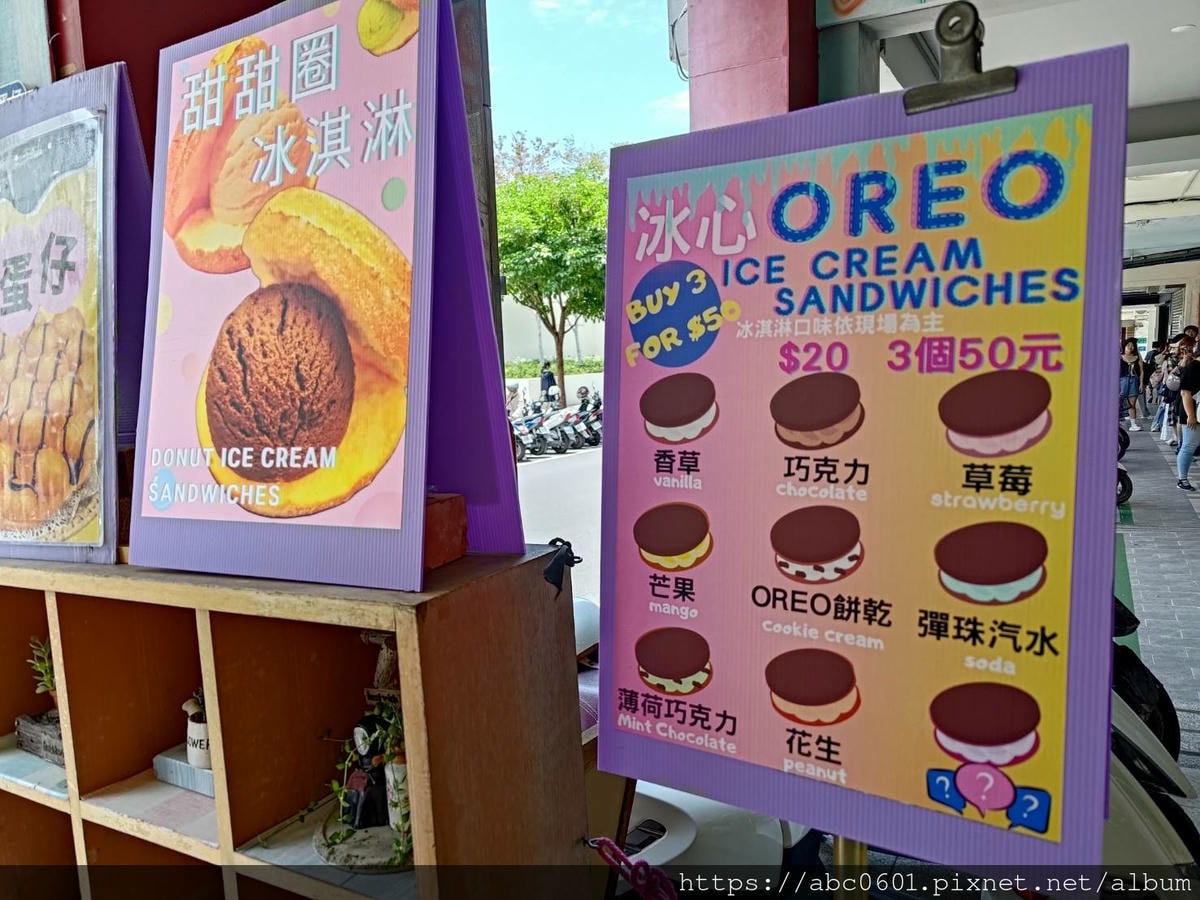 蛋仔
甜甜圈
冰淇淋
DONUT ICE CREAM
SANDWICHES
冰心 OREO
ICE CREAM
SANDWICHES
BUY 3
FOR $50
冰淇淋口味依現場為主
$20 3個50元
香草
vanilla
巧克力
chocolate
草莓
strawberry
芒果
mango
OREO餅乾
Cookie cream
彈珠汽水
soda
薄荷巧克力
Mint Chocolate
花生
peanut
? ? ?
https://abc0601.pixnet.net/album